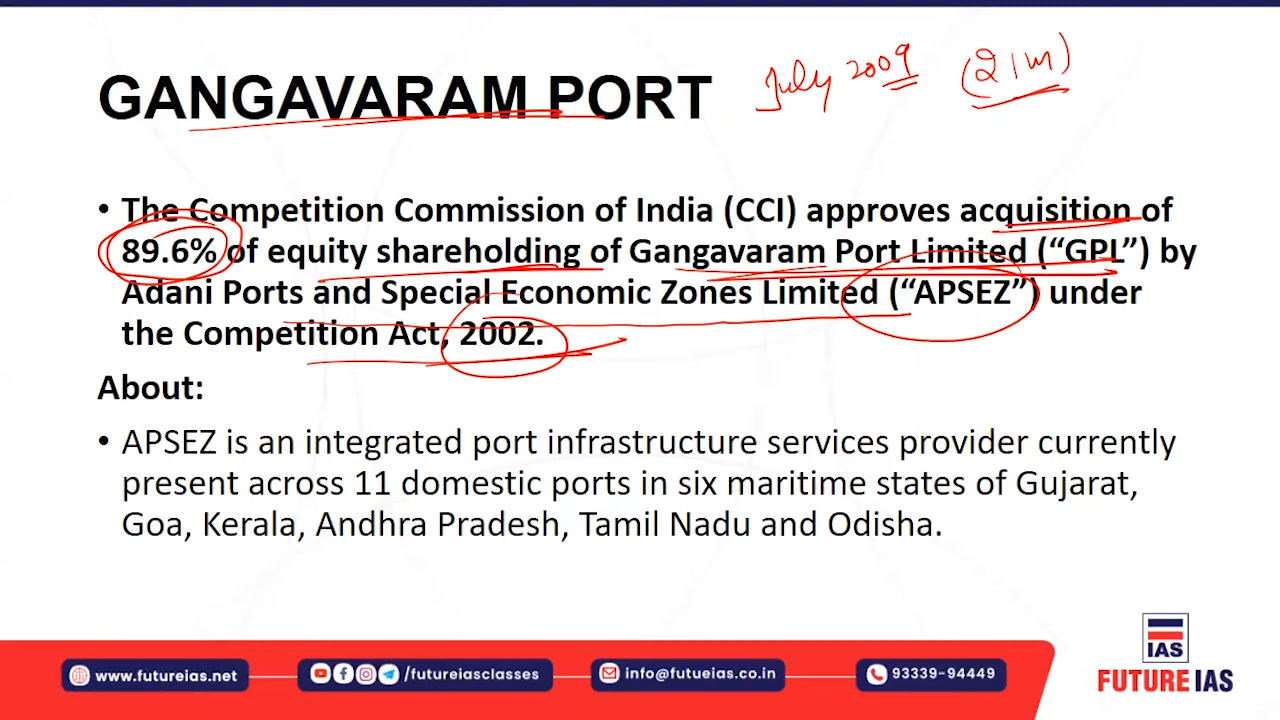 GANGAVARAM PORT
July 2009 (21m)
• The Competition Commission of India (CCI) approves acquisition of
89.6% of equity shareholding of Gangavaram Port Limited (“GPL”) by
Adani Ports and Special Economic Zones Limited (“APSEZ”) under
the Competition Act, 2002.
About:
• APSEZ is an integrated port infrastructure services provider currently
present across 11 domestic ports in six maritime states of Gujarat,
Goa, Kerala, Andhra Pradesh, Tamil Nadu and Odisha.
www.futureias.net
/futureiasclasses
info@futuеias.co.in
93339-94449
IAS
FUTURE IAS